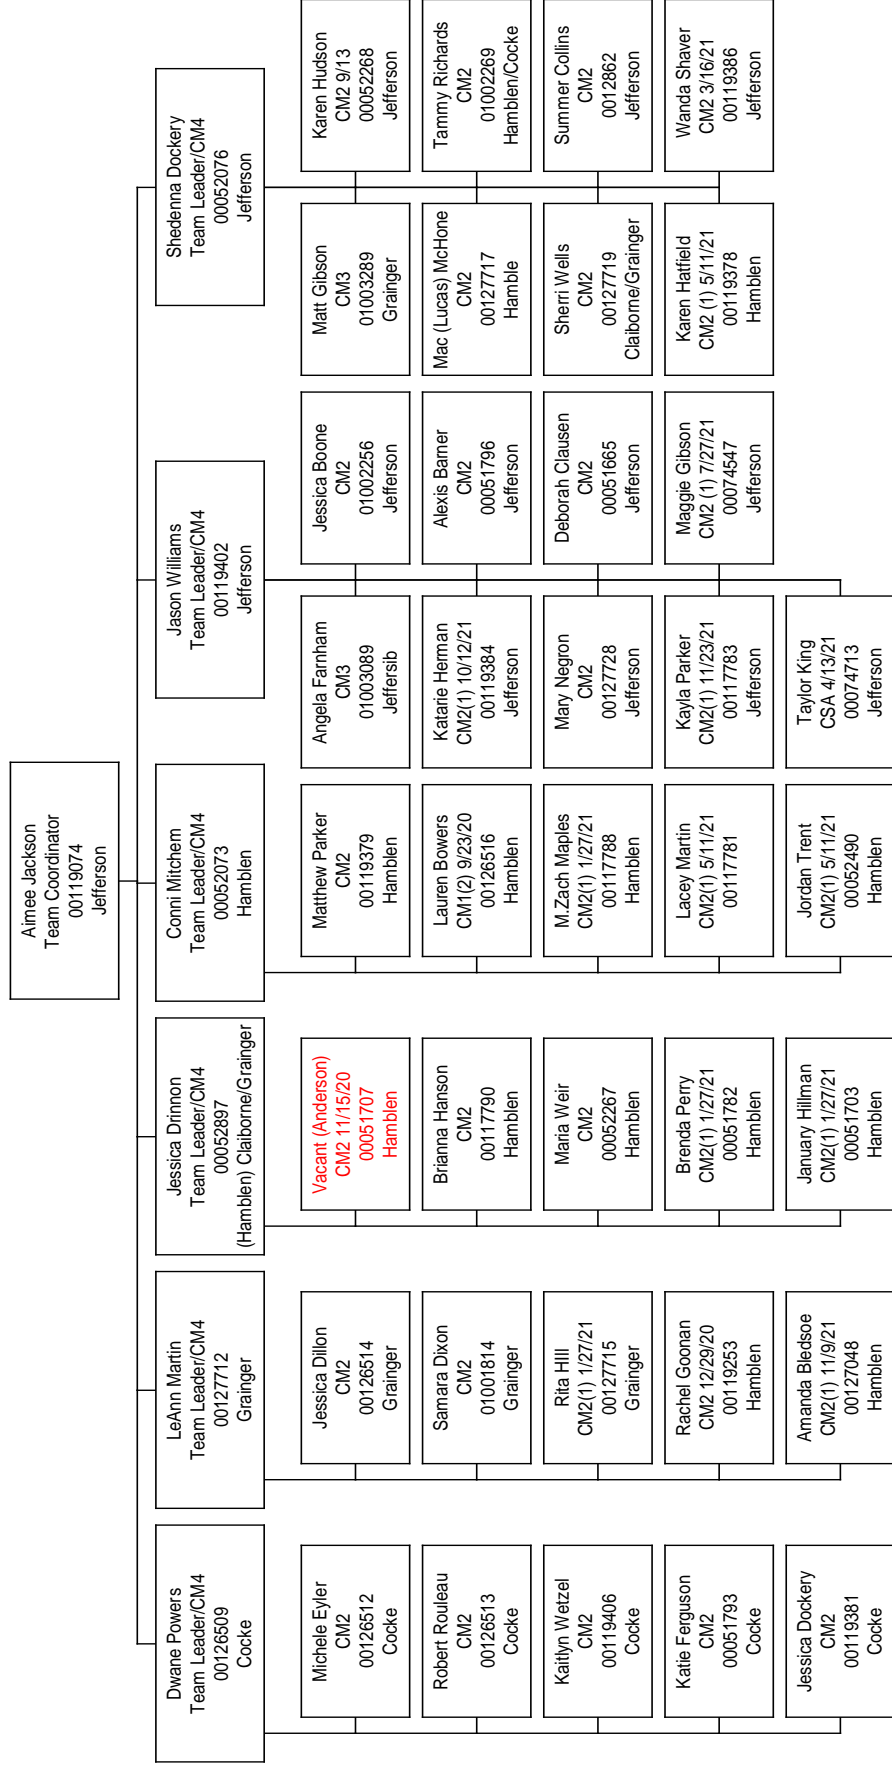 Aimee Jackson
Team Coordinator
00119074
Jefferson
Dwane Powers
Team Leader/CM4
00126509
Cocke
LeAnn Martin
Team Leader/CM4
00127712
Grainger
Jessica Drinnon
Team Leader/CM4
00052897
(Hamblen) Claiborne/Grainger
Conni Mitchem
Team Leader/CM4
00052073
Hamblen
Jason Williams
Team Leader/CM4
00119402
Jefferson
Shedenna Dockery
Team Leader/CM4
00052076
Jefferson
Michele Eyler
CM2
00126512
Cocke
Robert Rouleau
CM2
00126513
Cocke
Kaitlyn Wetzel
CM2
00119406
Cocke
Katie Ferguson
CM2
00051793
Cocke
Jessica Dockery
CM2
00119381
Cocke
Jessica Dillon
CM2
00126514
Grainger
Samara Dixon
CM2
01001814
Grainger
Rita HIll
CM2(1) 1/27/21
00127715
Grainger
Rachel Goonan
CM2 12/29/20
00119253
Hamblen
Amanda Bledsoe
CM2(1) 11/9/21
00127048
Hamblen
Vacant (Anderson)
CM2 11/15/20
00051707
Hamblen
Brianna Hanson
CM2
00117790
Hamblen
Maria Weir
CM2
00052267
Hamblen
Brenda Perry
CM2(1) 1/27/21
00051782
Hamblen
January Hillman
CM2(1) 1/27/21
00051703
Hamblen
Matthew Parker
CM2
00119379
Hamblen
Lauren Bowers
CM1(2) 9/23/20
00126516
Hamblen
M.Zach Maples
CM2(1) 1/27/21
00117788
Hamblen
Lacey Martin
CM2(1) 5/11/21
00117781
Hamblen
Jordan Trent
CM2(1) 5/11/21
00052490
Hamblen
Angela Farnham
CM3
01003089
Jeffersib
Jessica Boone
CM2
01002256
Jefferson
Katarie Herman
CM2(1) 10/12/21
00119384
Jefferson
Alexis Barner
CM2
00051796
Jefferson
Mary Negron
CM2
00127728
Jefferson
Deborah Clausen
CM2
00051665
Jefferson
Kayla Parker
CM2(1) 11/23/21
00117783
Jefferson
Maggie Gibson
CM2 (1) 7/27/21
00074547
Jefferson
Taylor King
CSA 4/13/21
00074713
Jefferson
Matt Gibson
CM3
01003289
Grainger
Karen Hudson
CM2 9/13
00052268
Jefferson
Mac (Lucas) McHone
CM2
00127717
Hamble
Tammy Richards
CM2
01002269
Hamblen/Cocke
Sherri Wells
CM2
00127719
Claiborne/Grainger
Summer Collins
CM2
0012862
Jefferson
Karen Hatfield
CM2 (1) 5/11/21
00119378
Hamblen
Wanda Shaver
CM2 3/16/21
00119386
Jefferson